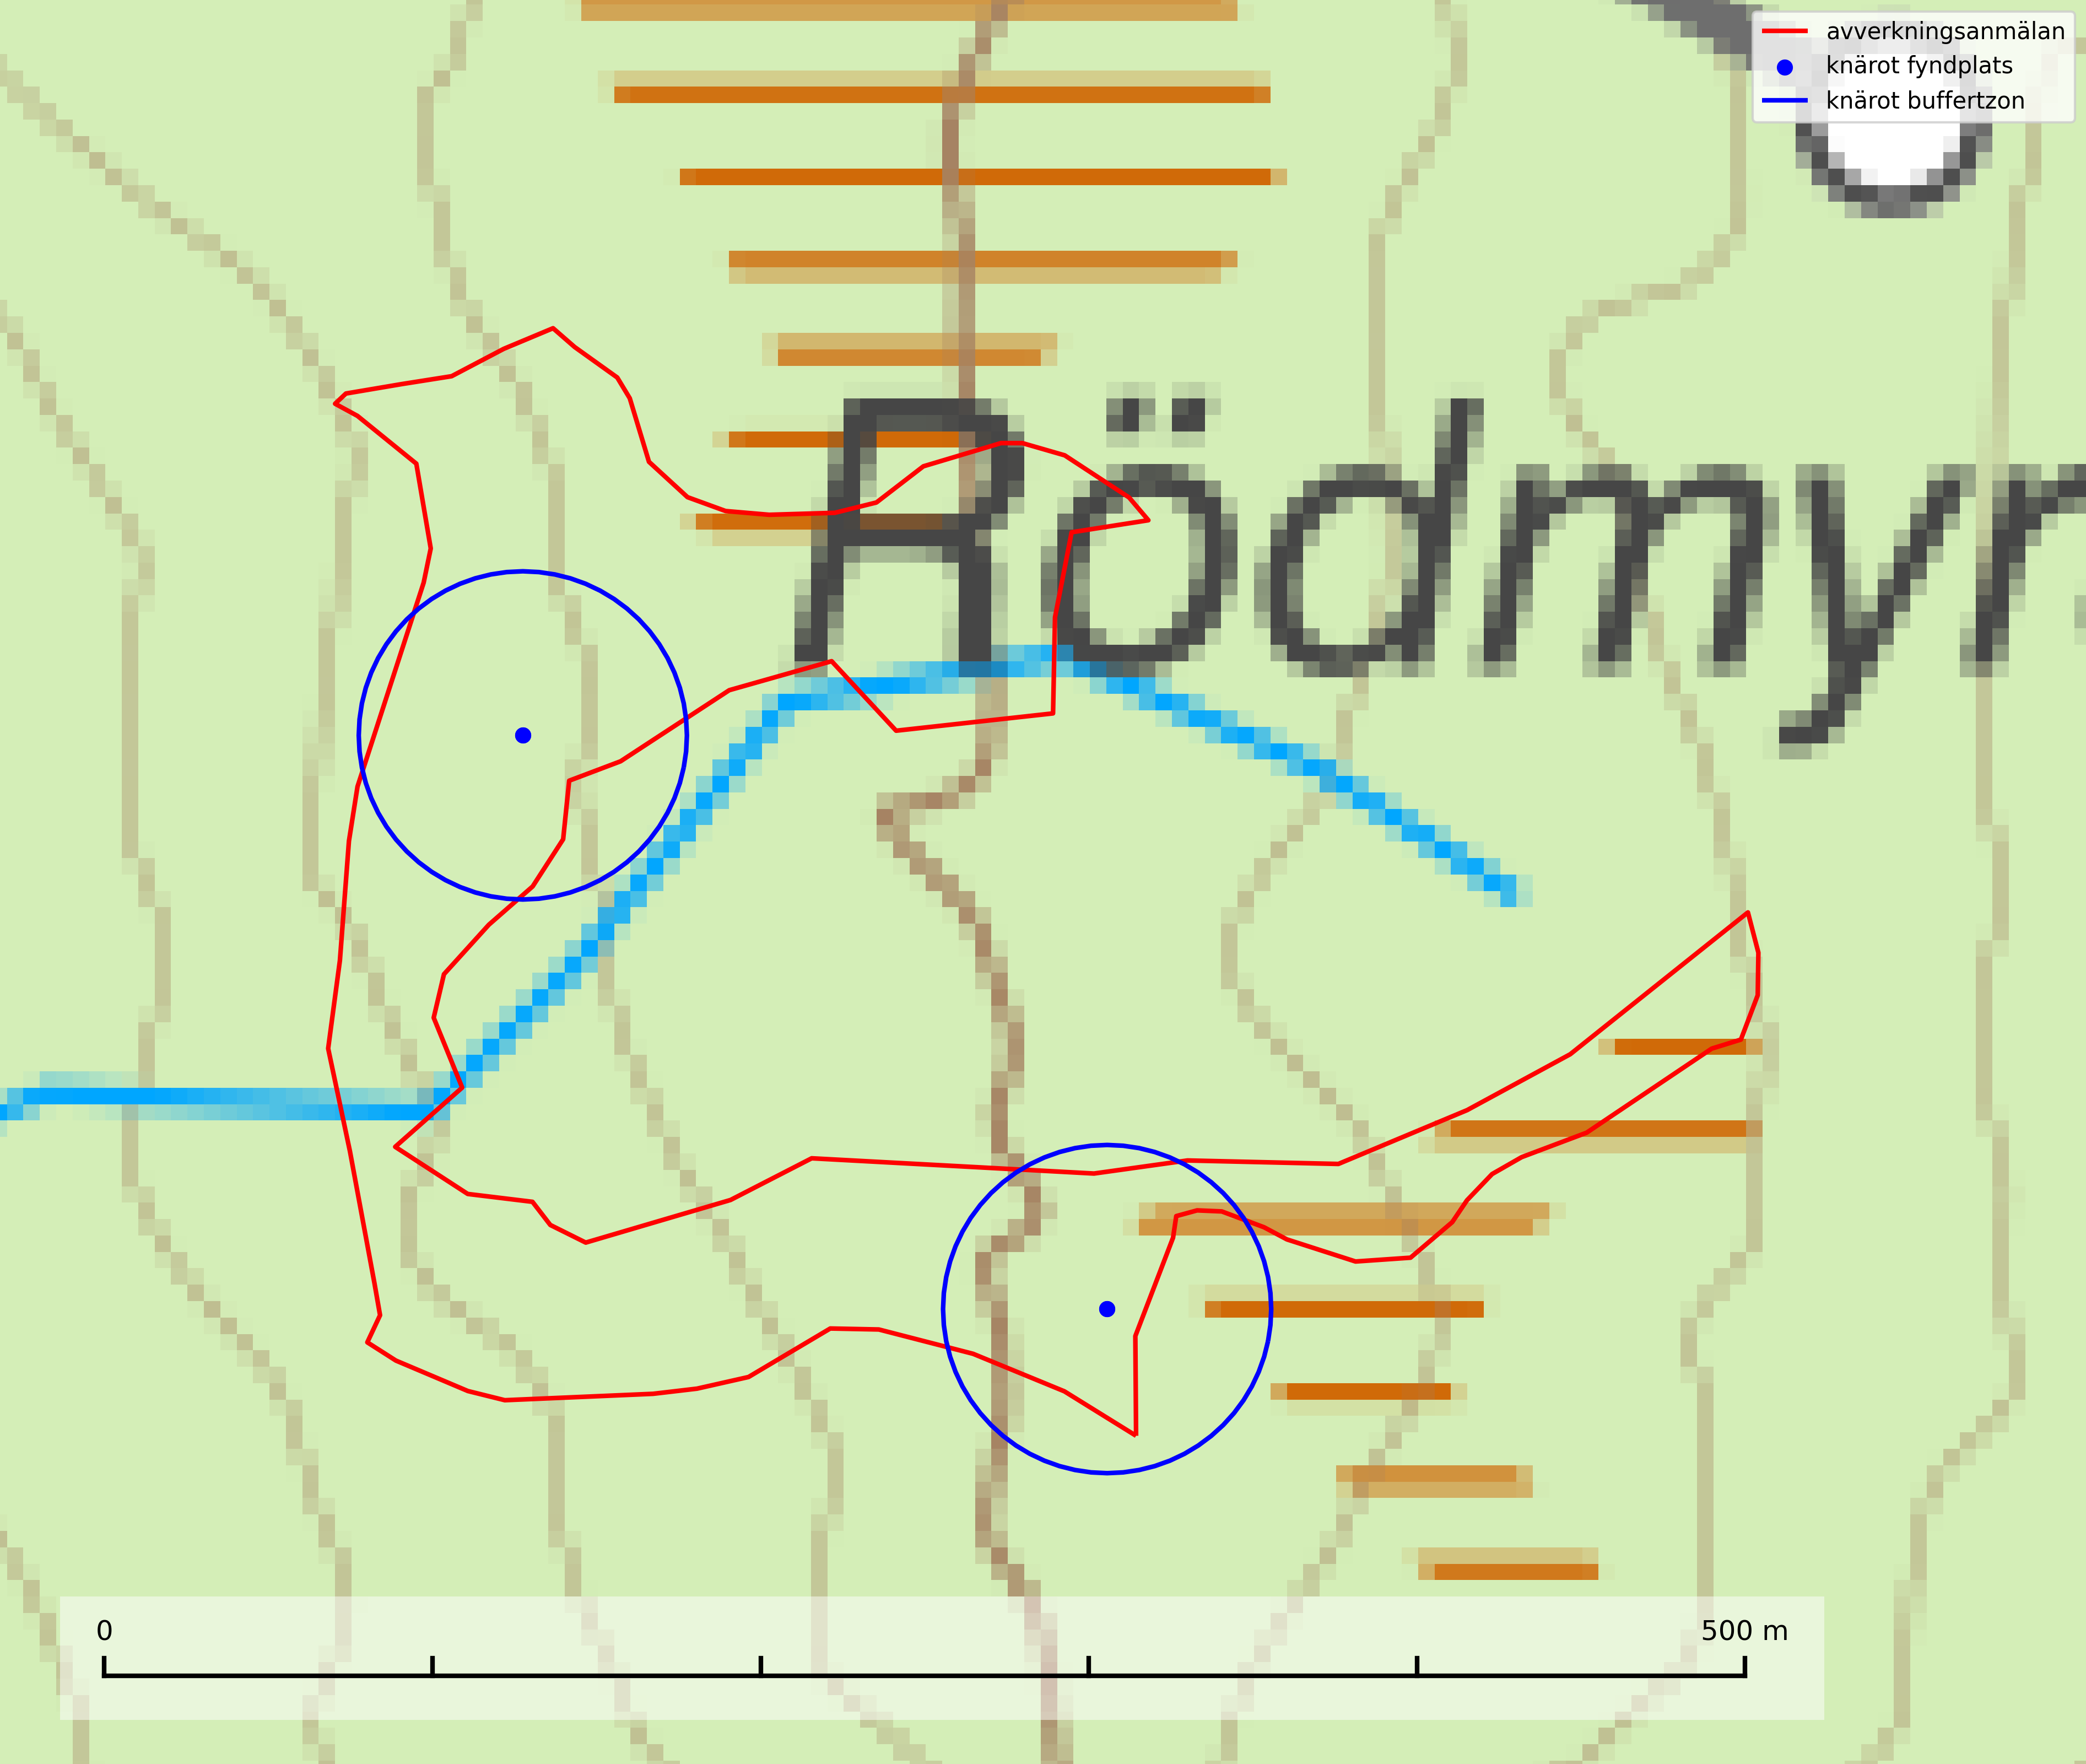 avverkningsanmälan
knärot fyndplats
knärot buffertzon
Rödmyr
0 500 m